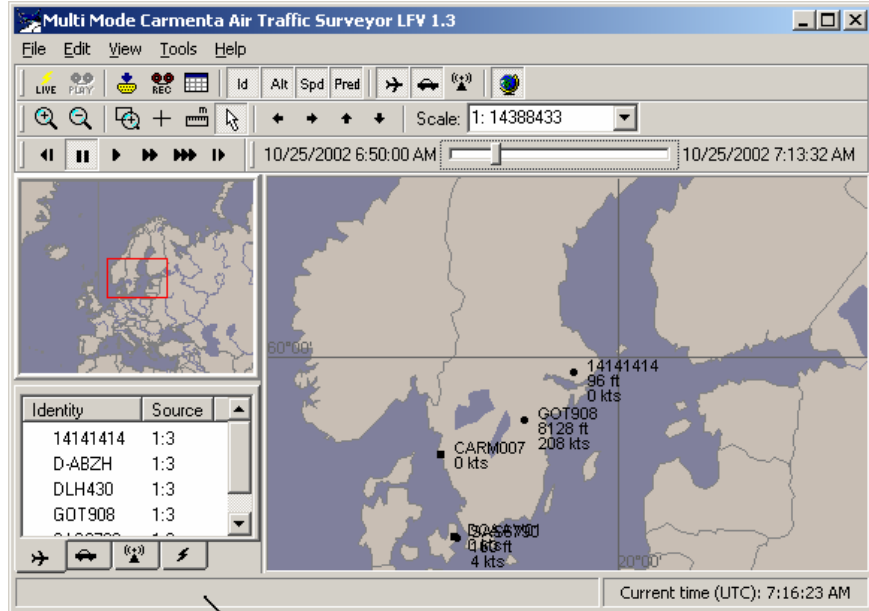 Multi Mode Carmenta Air Traffic Surveyor LFV 1.3
File Edit View Tools Help
LIVE PLAY REC Id Alt Spd Pred
Scale: 1: 14388433
10/25/2002 6:50:00 AM 10/25/2002 7:13:32 AM
60°00'
14141414
96 ft
0 kts
GOT908
8128 ft
208 kts
CARM007
0 kts
4 kts
20°00'
Identity Source
14141414 1:3
D-ABZH 1:3
DLH430 1:3
GOT908 1:3
Current time (UTC): 7:16:23 AM